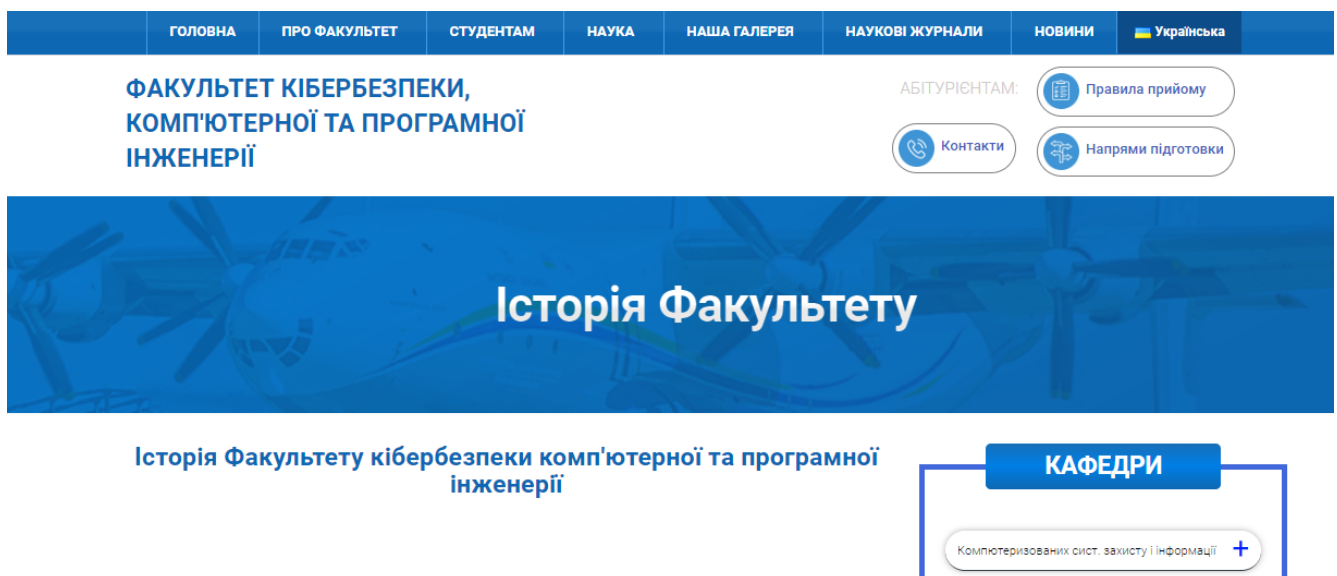 ГОЛОВНА ПРО ФАКУЛЬТЕТ СТУДЕНТАМ НАУКА НАША ГАЛЕРЕЯ НАУКОВІ ЖУРНАЛИ НОВИНИ Українська
ФАКУЛЬТЕТ КІБЕРБЕЗПЕКИ,
КОМП'ЮТЕРНОЇ ТА ПРОГРАМНОЇ
ІНЖЕНЕРІЇ
АБІТУРІЄНТАМ: Правила прийому
Контакти Напрями підготовки
Історія Факультету
Історія Факультету кібербезпеки комп'ютерної та програмної
інженерії
КАФЕДРИ
Компютеризованих сист. захисту і інформації +